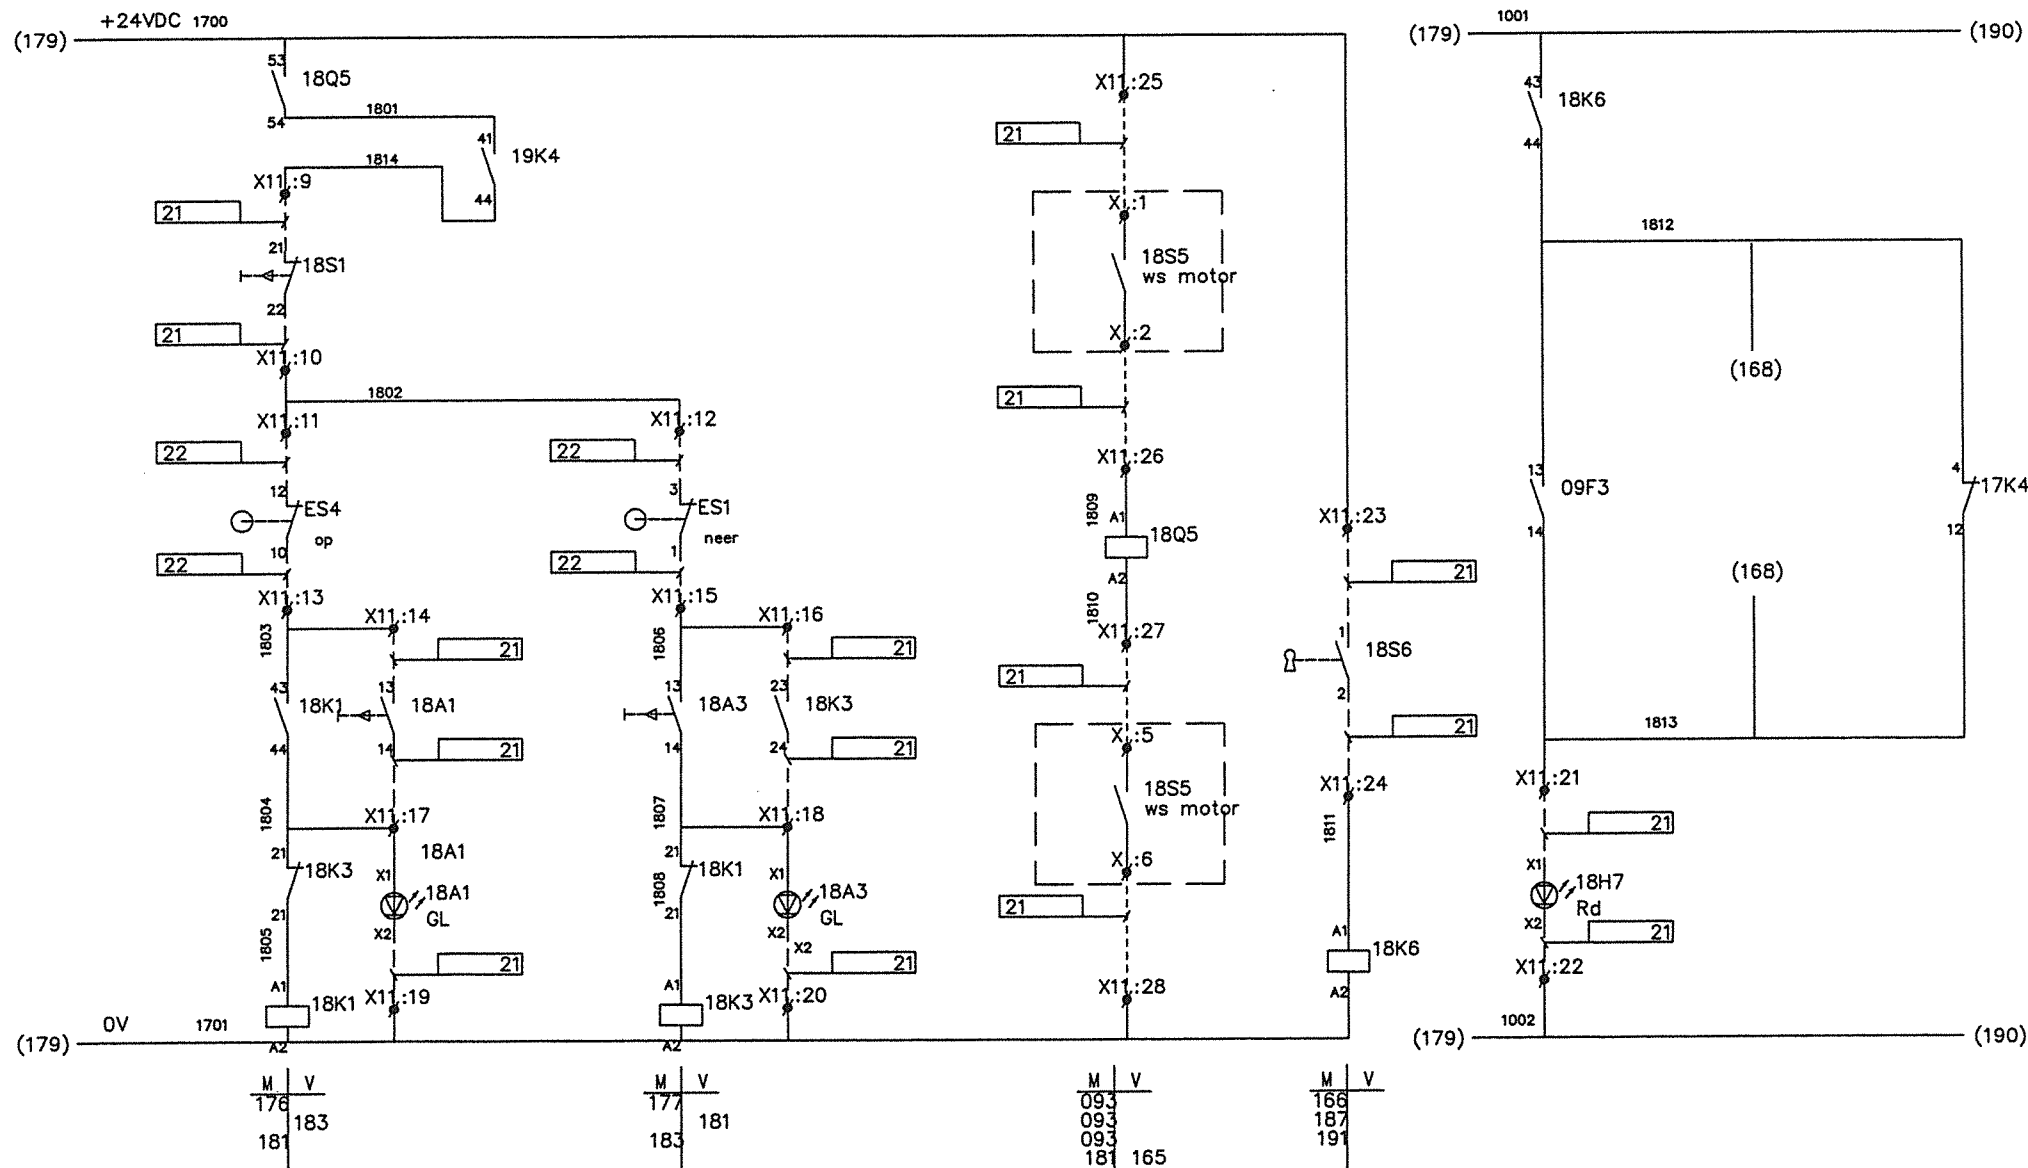 +24VDC 1700
(179)
53
18Q5
54
1801
41
19K4
44
1814
X11.:9
21
21
18S1
22
21
X11.:10
1802
X11.:11
22
12
ES4
op
10
22
X11.:13
1803
X11.:14
21
43
18K1
44
13
18A1
14
21
1804
X11.:17
18A1
21
18K3
21
X1
18A1
GL
X2
1805
21
A1
18K1
X11.:19
0V
1701
(179)
A2
M V
176
183
181
X11.:12
22
3
ES1
neer
1
22
X11.:15
1806
X11.:16
21
13
18A3
14
23
18K3
24
21
1807
X11.:18
21
18K1
21
1808
X1
18A3
GL
X2
X2
21
A1
18K3
X11.:20
A2
M V
177
181
183
X11.:25
21
X.:1
18S5
ws motor
X.:2
21
X11.:26
1809
A1
18Q5
A2
1810
X11.:27
21
X.:5
18S5
ws motor
X.:6
21
X11.:28
M V
093
093
093
181 165
X11.:23
21
1
18S6
2
21
X11.:24
1811
A1
18K6
A2
M V
166
187
191
1001
(179)
(190)
43
18K6
44
1812
(168)
13
09F3
14
4
17K4
12
(168)
1813
X11.:21
21
X1
18H7
Rd
X2
21
X11.:22
1002
(179)
(190)